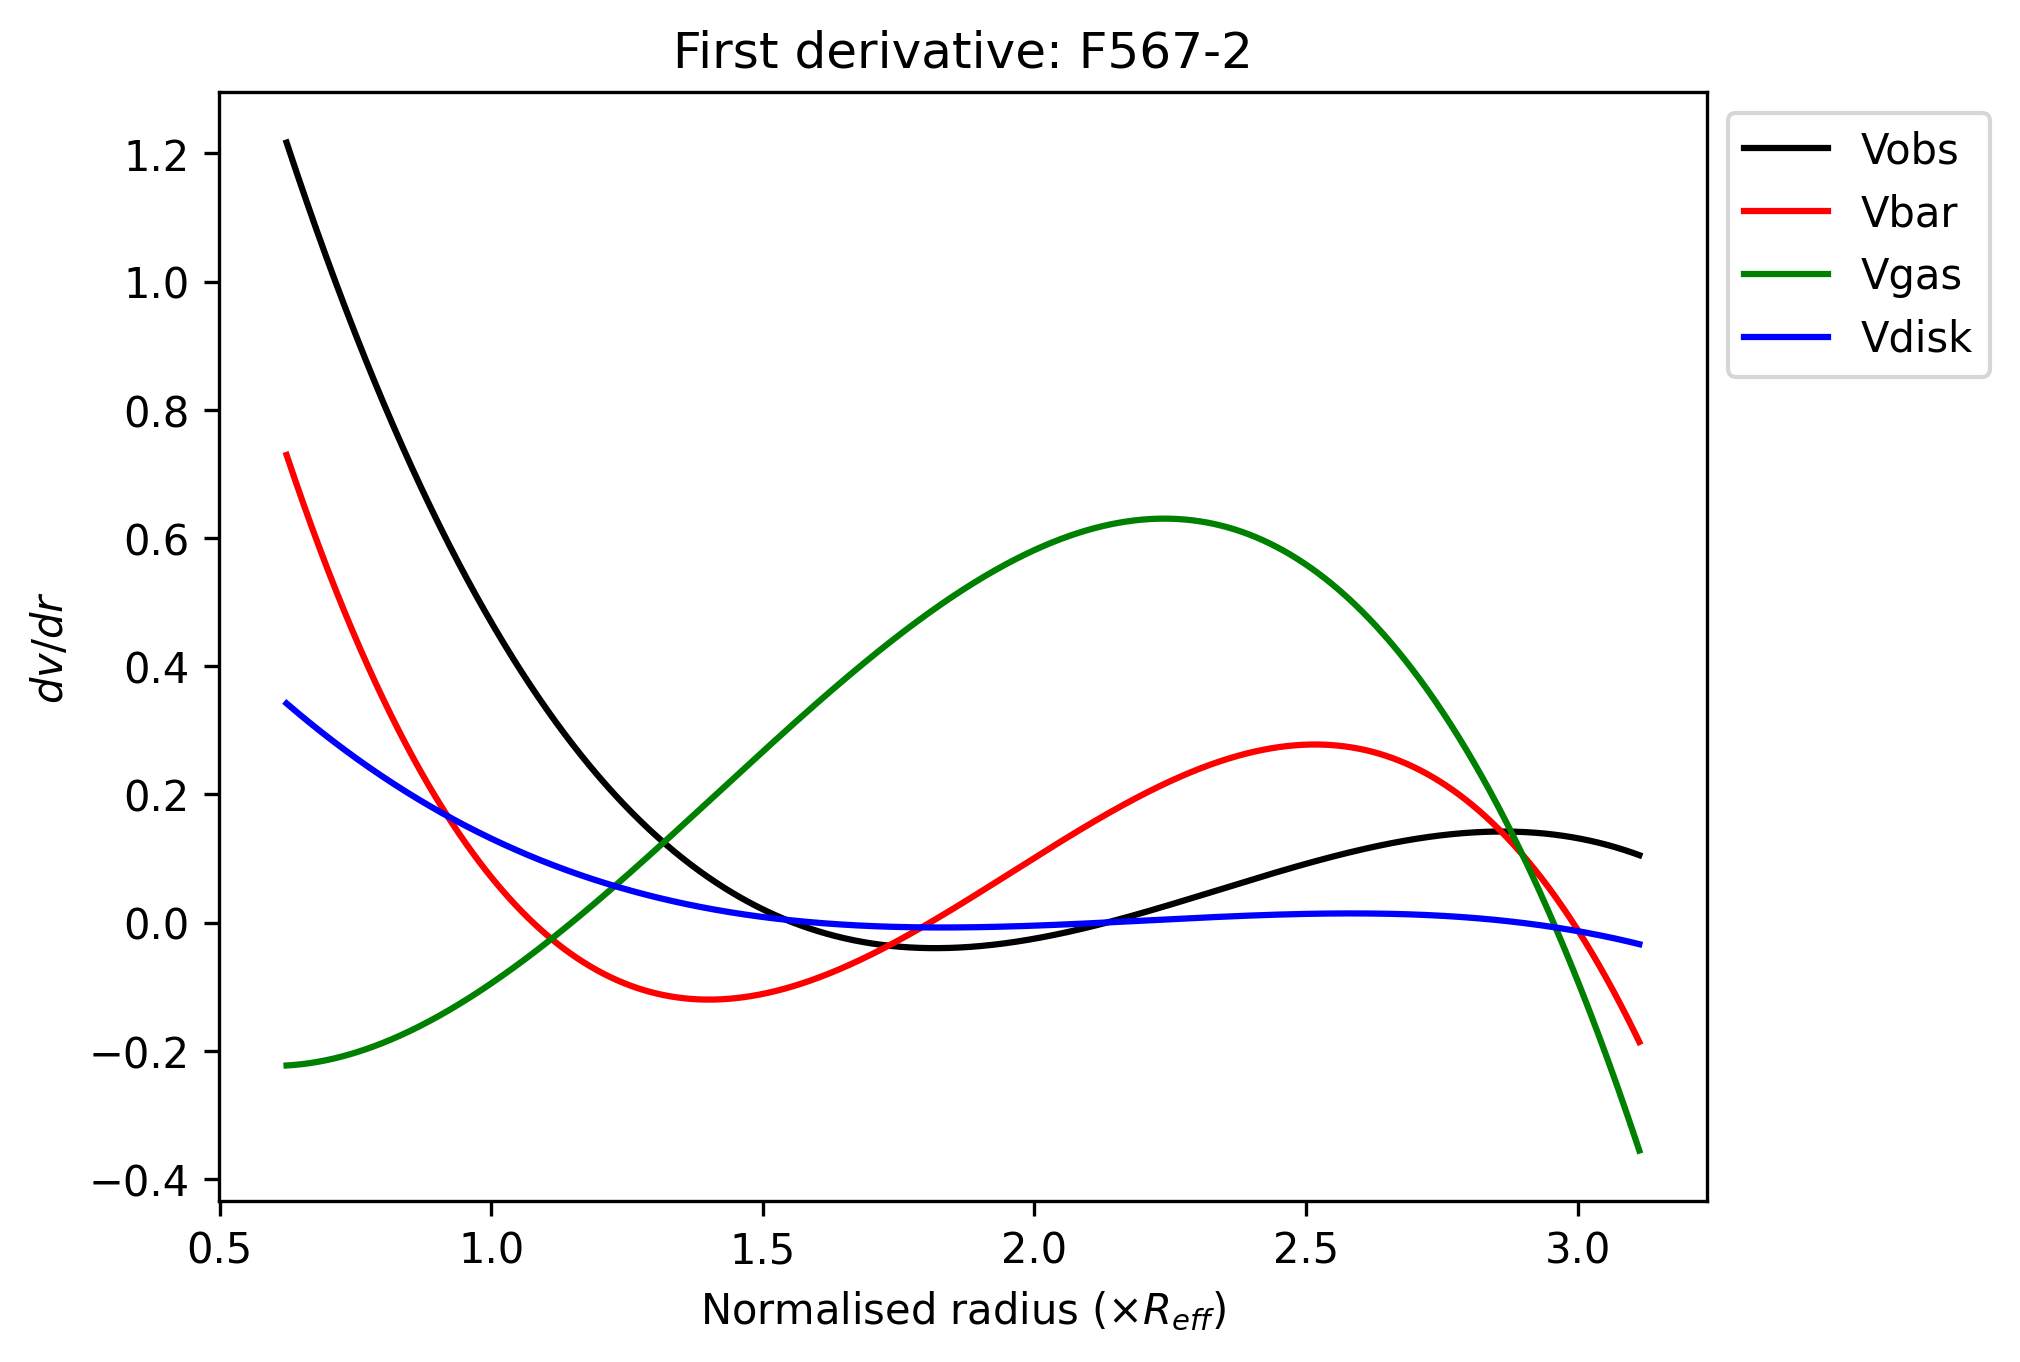 First derivative: F567-2
1.2
1.0
0.8
0.6
0.4
0.2
0.0
−0.2
−0.4
dv/dr
0.5 1.0 1.5 2.0 2.5 3.0
Normalised radius (×R_eff)
Vobs
Vbar
Vgas
Vdisk